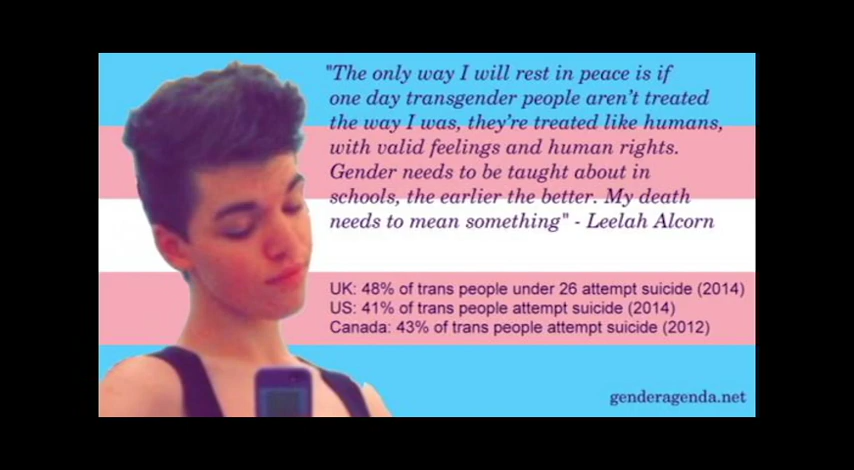 "The only way I will rest in peace is if
one day transgender people aren't treated
the way I was, they're treated like humans,
with valid feelings and human rights.
Gender needs to be taught about in
schools, the earlier the better. My death
needs to mean something" - Leelah Alcorn
UK: 48% of trans people under 26 attempt suicide (2014)
US: 41% of trans people attempt suicide (2014)
Canada: 43% of trans people attempt suicide (2012)
genderagenda.net